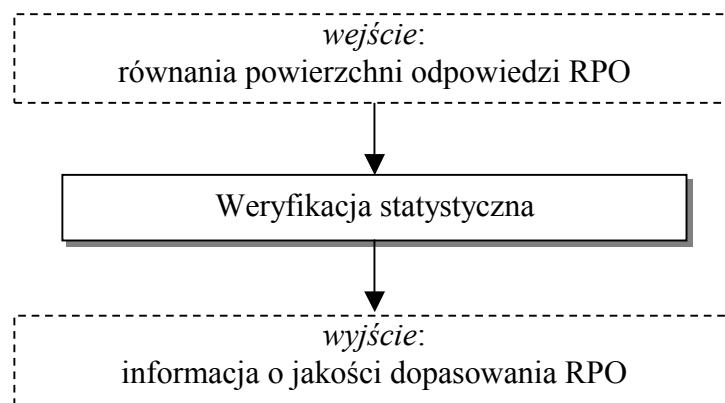 wejście:
równania powierzchni odpowiedzi RPO
Weryfikacja statystyczna
wyjście:
informacja o jakości dopasowania RPO